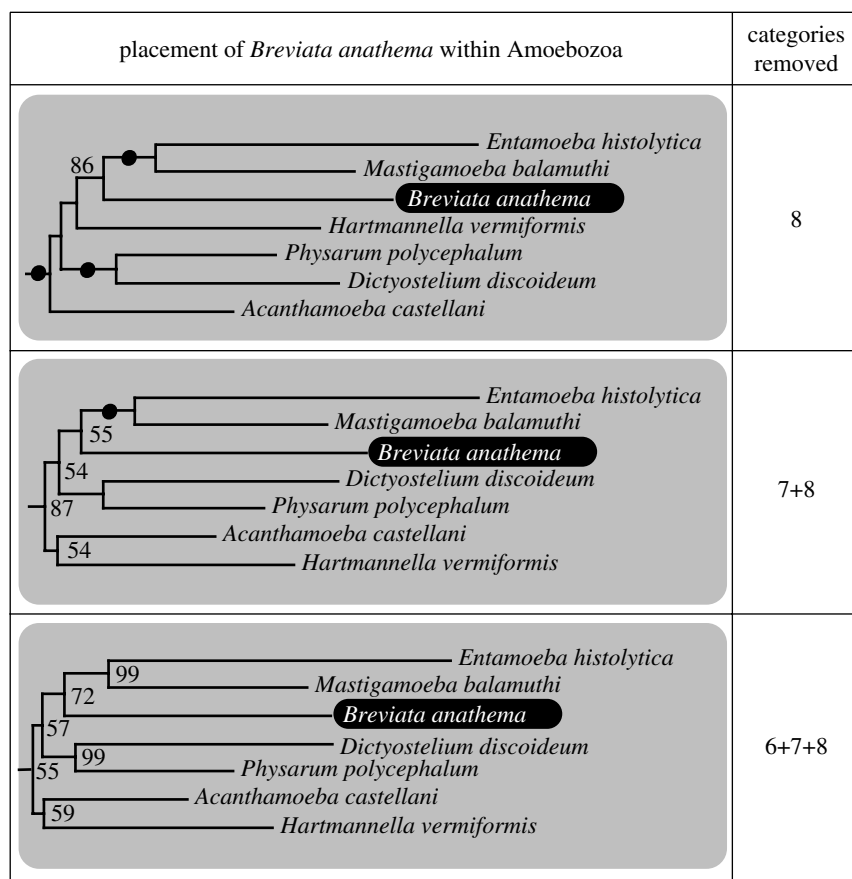 placement of Breviata anathema within Amoebozoa
categories
removed
Entamoeba histolytica
86
Mastigamoeba balamuthi
Breviata anathema
Hartmannella vermiformis
Physarum polycephalum
Dictyostelium discoideum
Acanthamoeba castellani
8
Entamoeba histolytica
Mastigamoeba balamuthi
55
Breviata anathema
54
Dictyostelium discoideum
87
Physarum polycephalum
Acanthamoeba castellani
54
Hartmannella vermiformis
7+8
Entamoeba histolytica
99
Mastigamoeba balamuthi
72
Breviata anathema
57
Dictyostelium discoideum
99
55
Physarum polycephalum
Acanthamoeba castellani
59
Hartmannella vermiformis
6+7+8